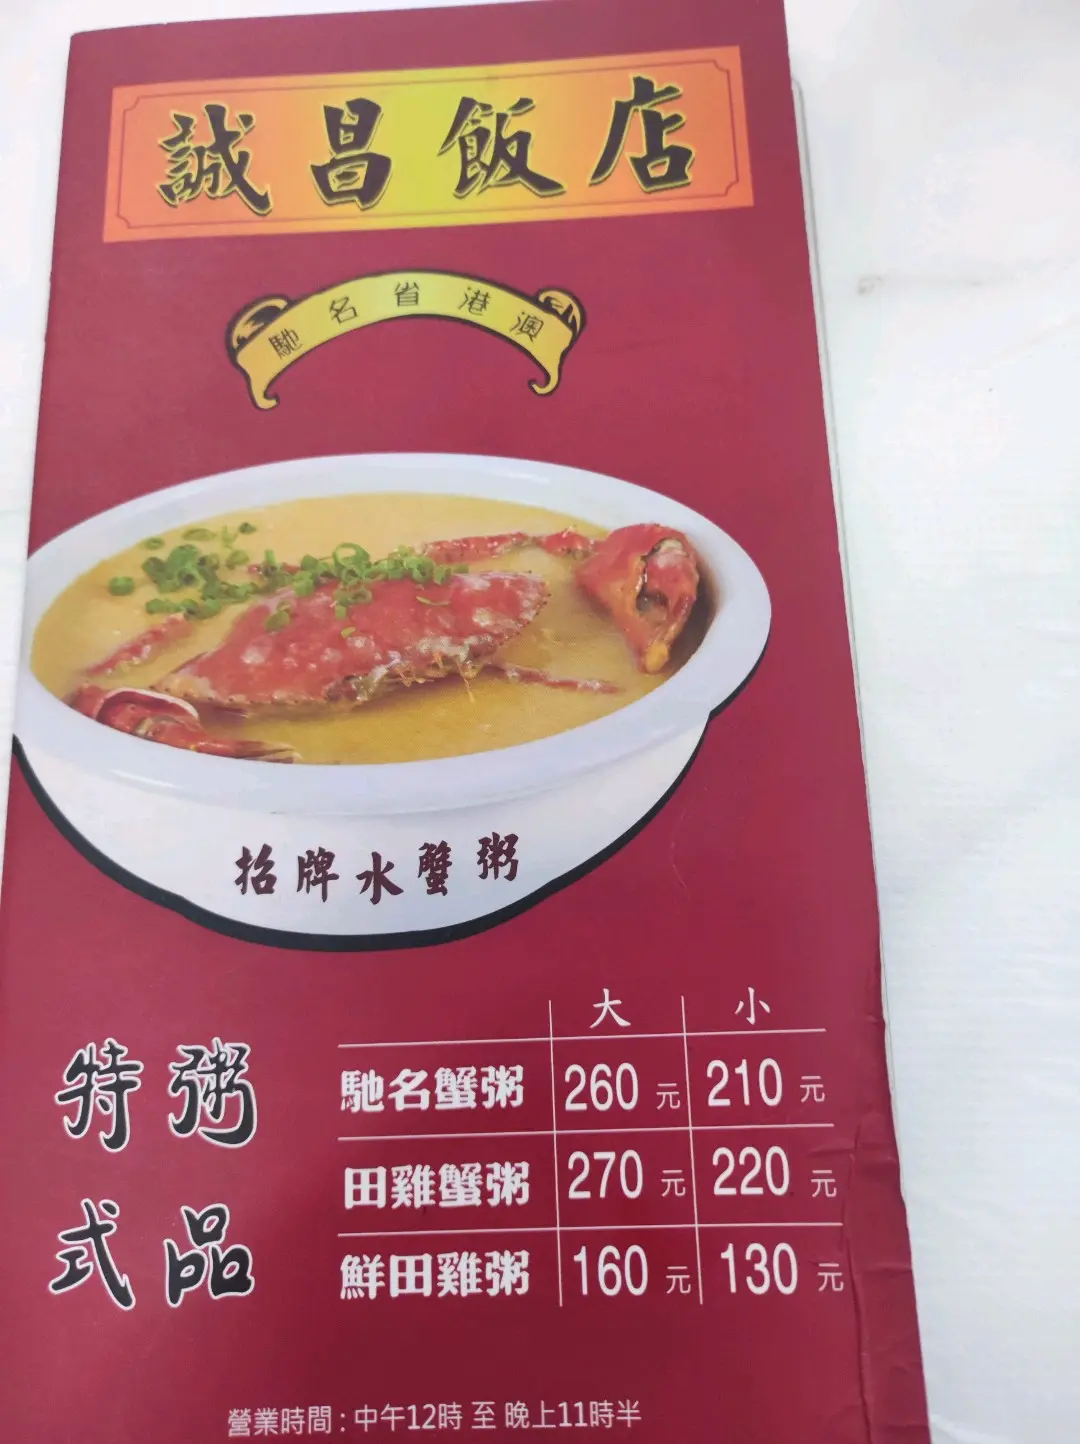 誠昌飯店
馳名省港澳
招牌水蟹粥
特式粥品
大 小
馳名蟹粥 260元 210元
田雞蟹粥 270元 220元
鮮田雞粥 160元 130元
營業時間:中午12時 至 晚上11時半